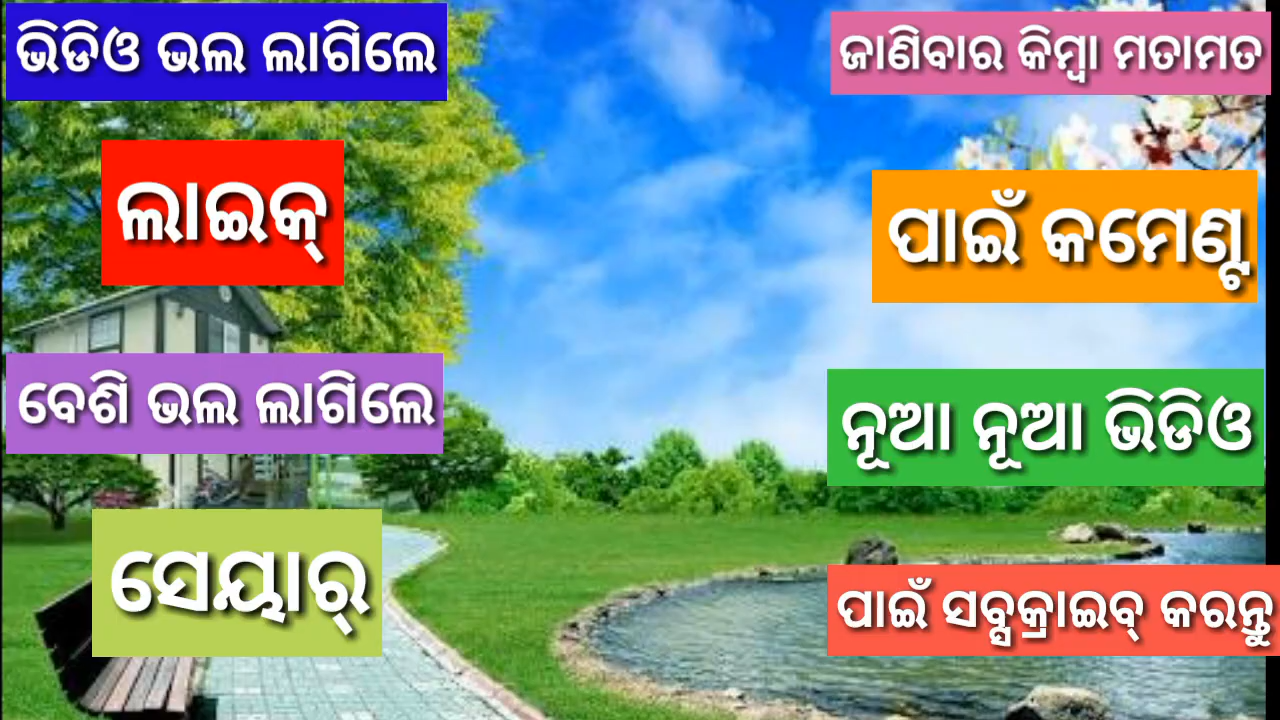 ଭିଡିଓ ଭଲ ଲାଗିଲେ
ଲାଇକ୍
ବେଶି ଭଲ ଲାଗିଲେ
ସେୟାର୍
ଜାଣିବାର କିମ୍ବା ମତାମତ
ପାଇଁ କମେଣ୍ଟ
ନୂଆ ନୂଆ ଭିଡିଓ
ପାଇଁ ସବ୍ସକ୍ରାଇବ୍ କରନ୍ତୁ